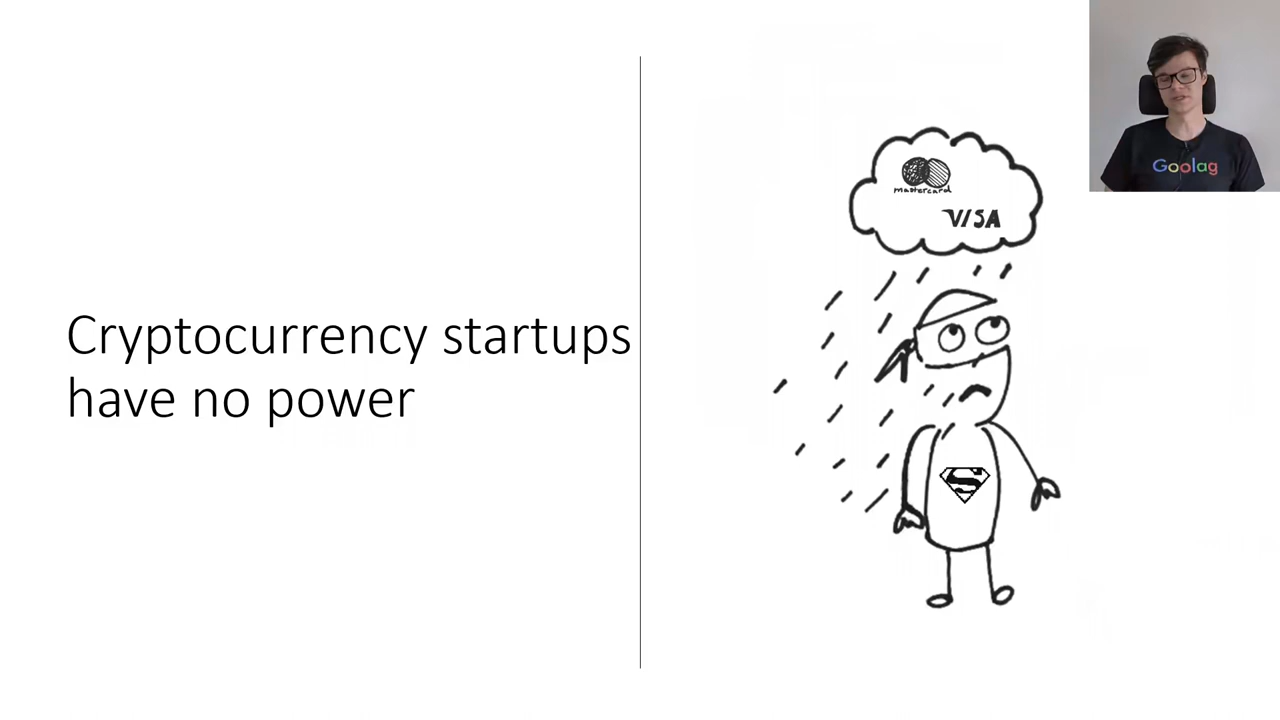 Cryptocurrency startups
have no power
mastercard
VISA
S
Goolag